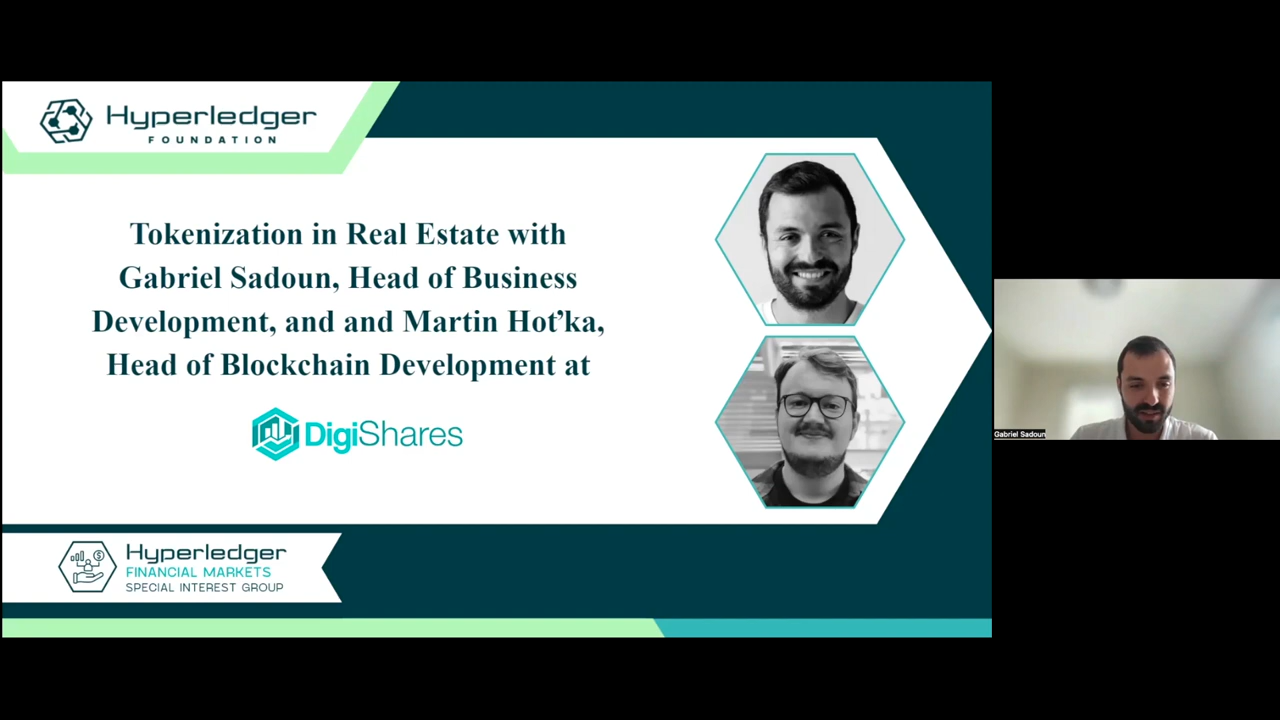 Hyperledger
FOUNDATION
Tokenization in Real Estate with
Gabriel Sadoun, Head of Business
Development, and and Martin Hoťka,
Head of Blockchain Development at
DigiShares
Gabriel Sadoun
Hyperledger
FINANCIAL MARKETS
SPECIAL INTEREST GROUP